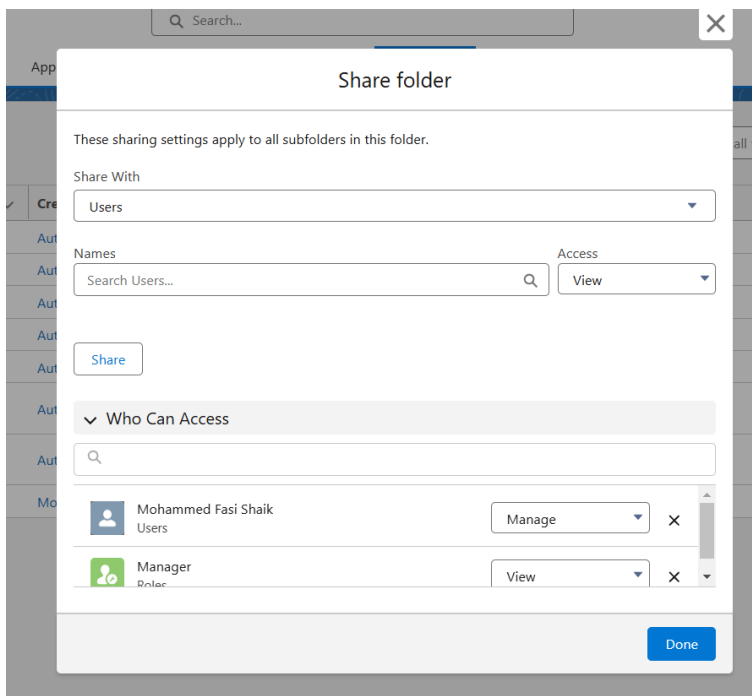 Search...
App
Share folder
These sharing settings apply to all subfolders in this folder.
all
Share With
Cre
Users
Aut
Names
Access
Aut
Search Users...
View
Aut
Aut
Share
Aut
Aut
Who Can Access
Aut
Mo
Mohammed Fasi Shaik
Users
Manage
Manager
Roles
View
Done